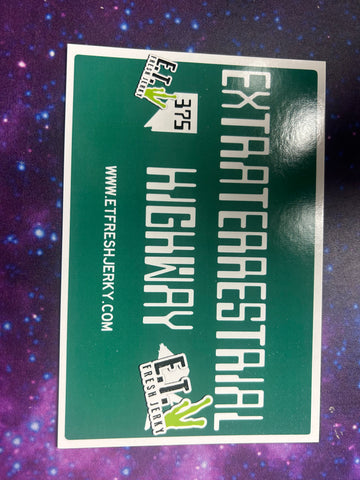 EXTRATERRESTRIAL
E.T.
FRESH JERKY
375
HIGHWAY
E.T.
FRESH JERKY
WWW.ETFRESHJERKY.COM